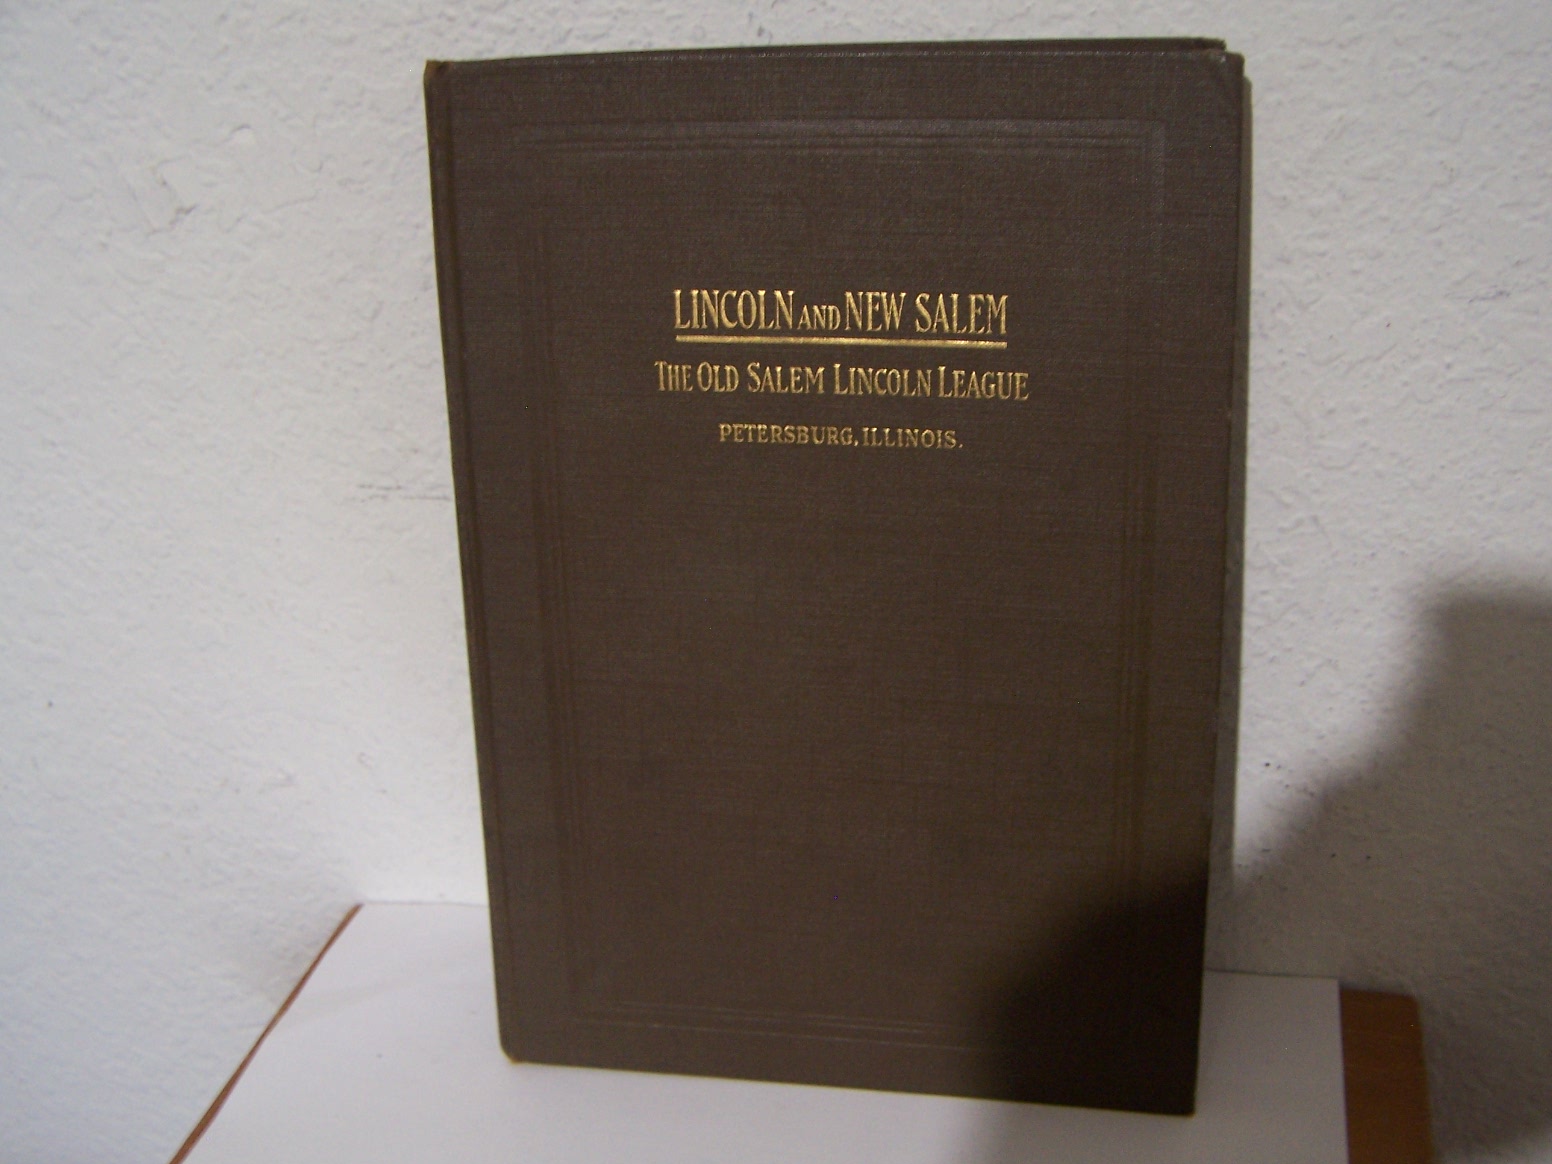 LINCOLN AND NEW SALEM
THE OLD SALEM LINCOLN LEAGUE
PETERSBURG, ILLINOIS.